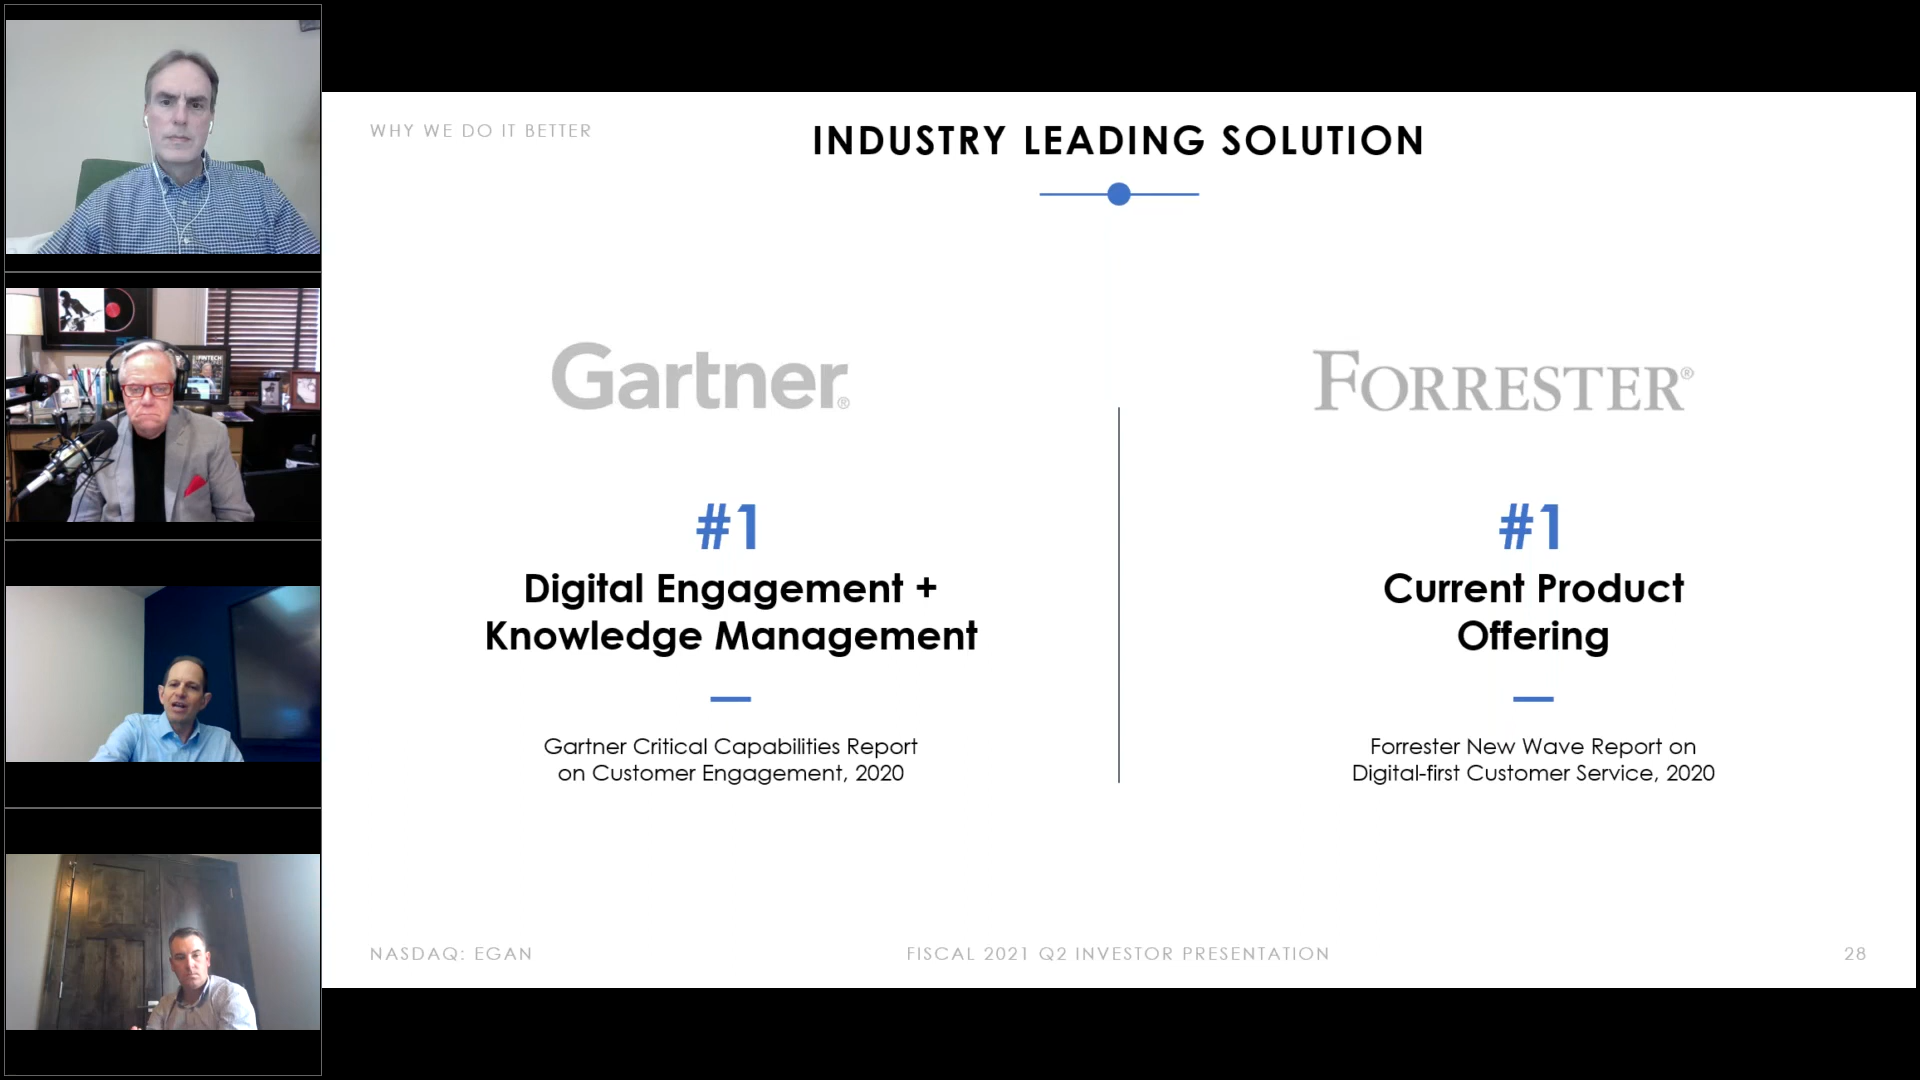 WHY WE DO IT BETTER
INDUSTRY LEADING SOLUTION
Gartner®
FORRESTER®
#1
Digital Engagement +
Knowledge Management
Gartner Critical Capabilities Report
on Customer Engagement, 2020
#1
Current Product
Offering
Forrester New Wave Report on
Digital-first Customer Service, 2020
NASDAQ: EGAN
FISCAL 2021 Q2 INVESTOR PRESENTATION
28
FINTECH